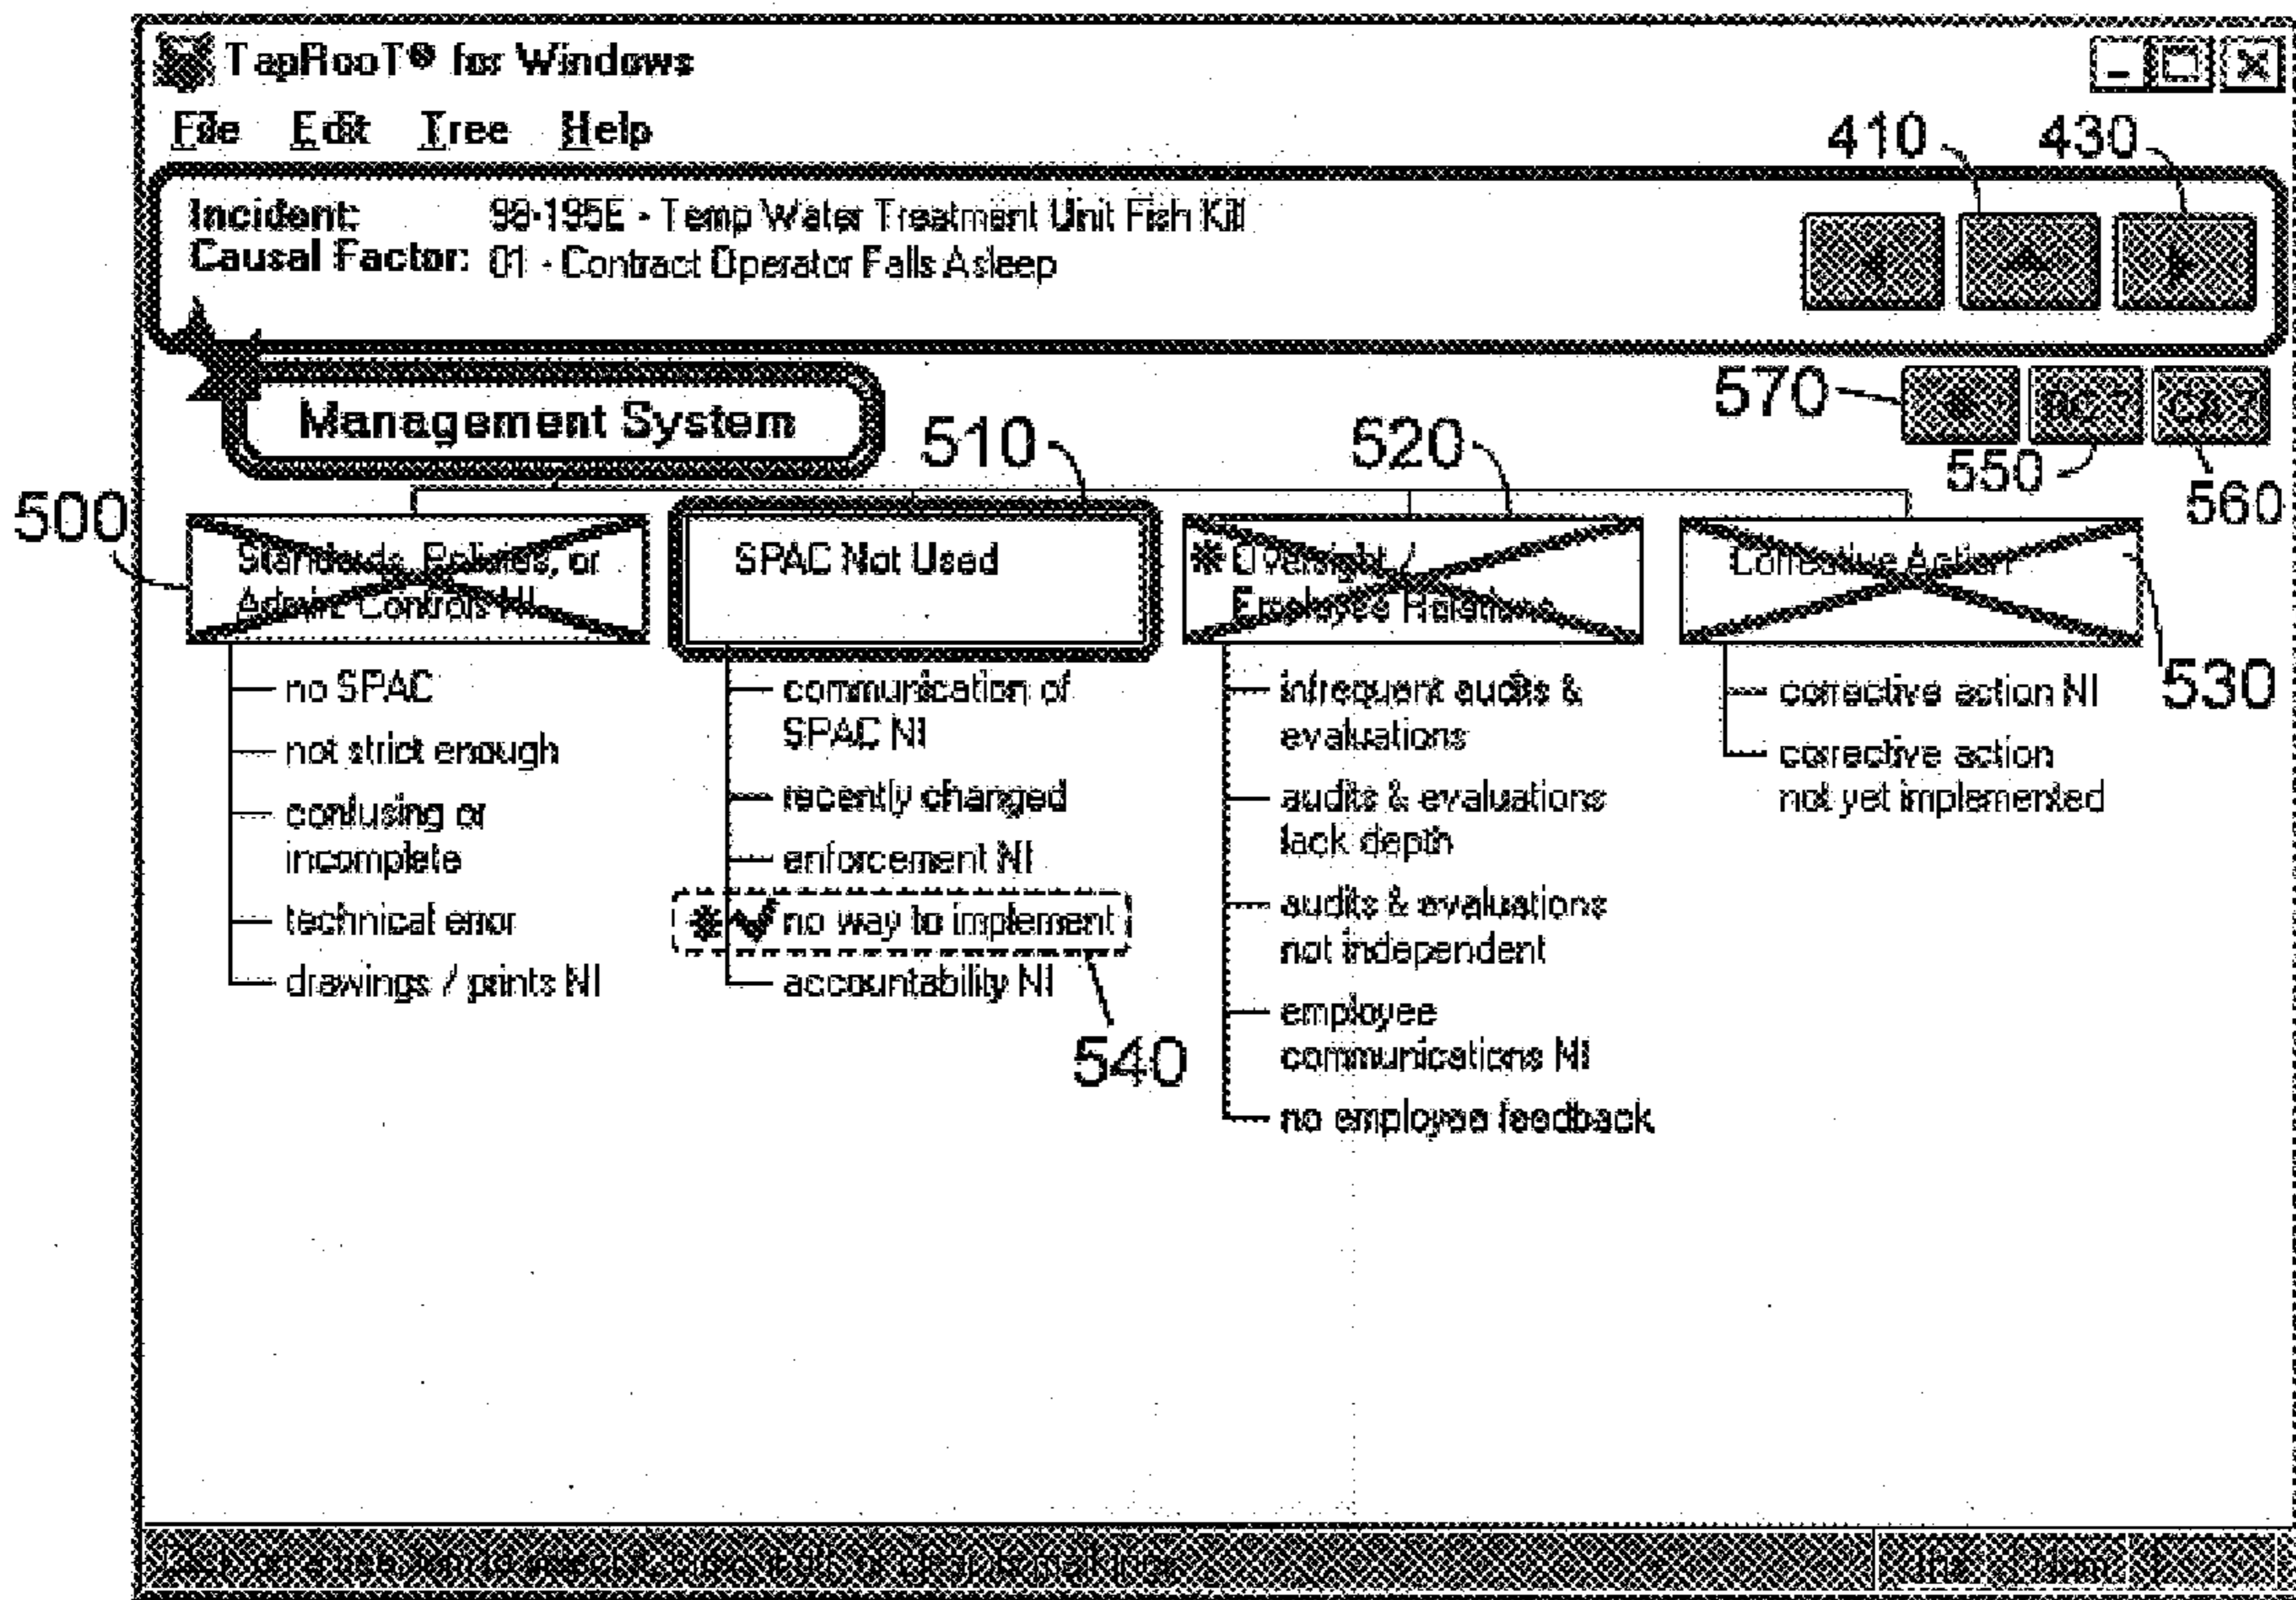 TapRooT® for Windows
File Edit Tree Help
410 430
Incident: 98-195E - Temp Water Treatment Unit Fish Kill
Causal Factor: 01 - Contract Operator Falls Asleep
Management System
570
510 520
550 560
500
Standards, Policies, or
Admin. Controls NI
SPAC Not Used
* Oversight /
Employee Relations
Corrective Action
530
no SPAC
not strict enough
confusing or
incomplete
technical error
drawings / prints NI
communication of
SPAC NI
recently changed
enforcement NI
* ✓ no way to implement
accountability NI
540
infrequent audits &
evaluations
audits & evaluations
lack depth
audits & evaluations
not independent
employee
communications NI
no employee feedback
corrective action NI
corrective action
not yet implemented